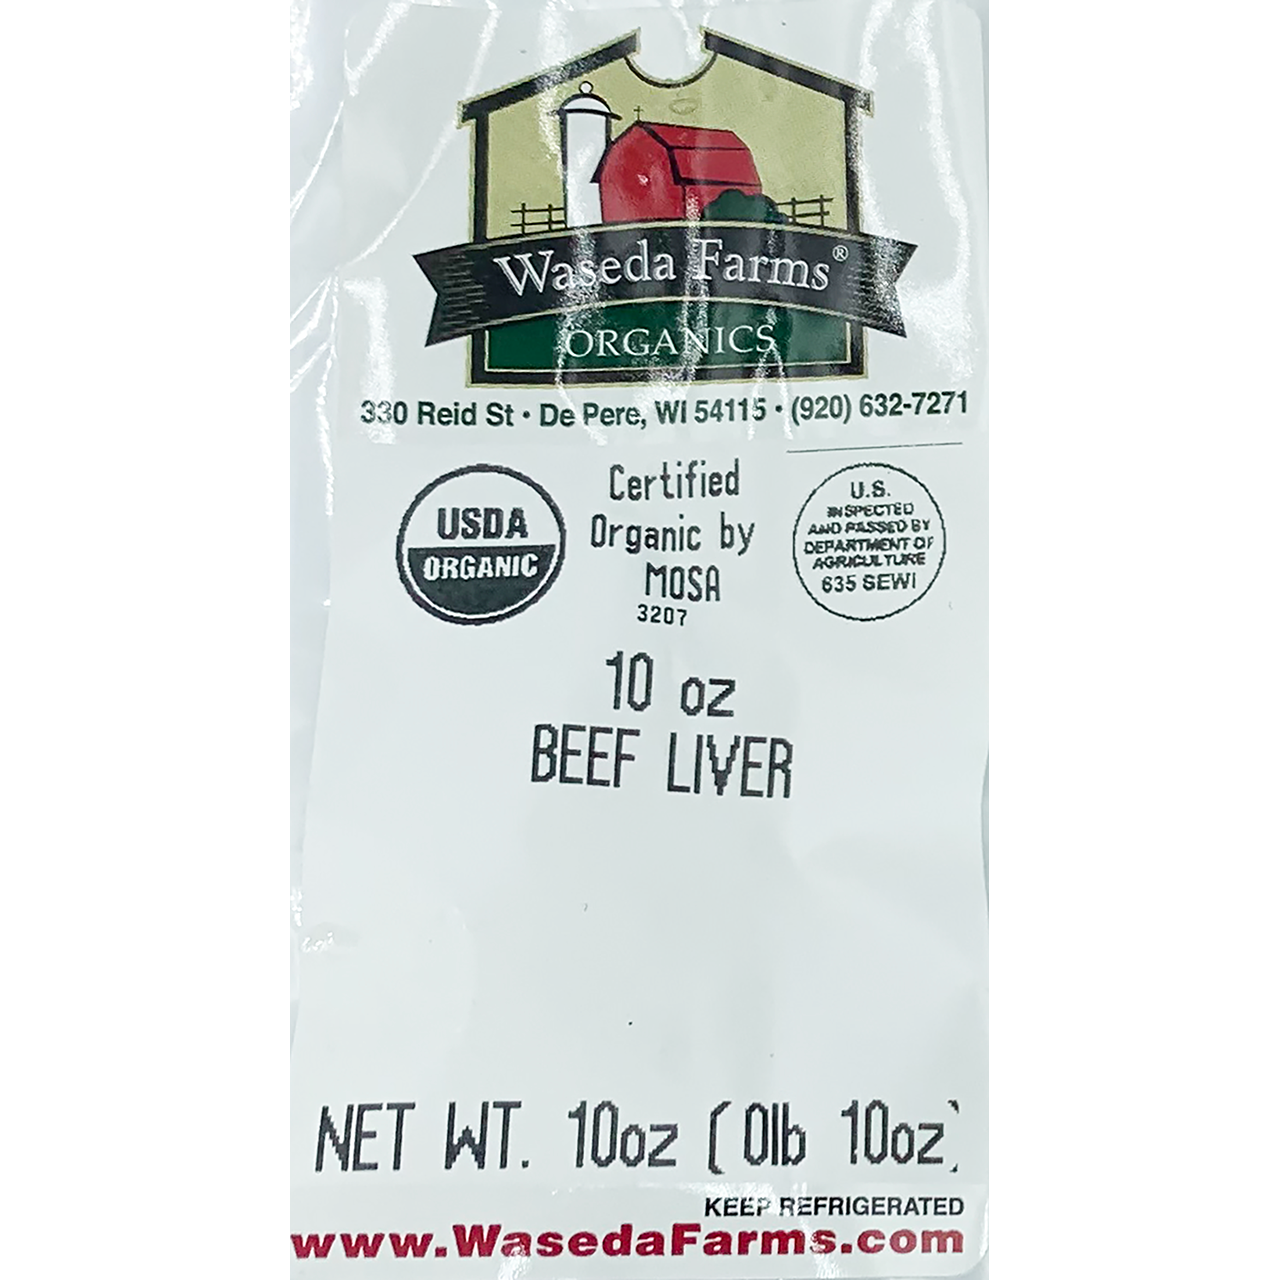 Waseda Farms®
ORGANICS
330 Reid St • De Pere, WI 54115 • (920) 632-7271
USDA
ORGANIC
Certified
Organic by
MOSA
3207
U.S.
INSPECTED
AND PASSED BY
DEPARTMENT OF
AGRICULTURE
635 SEWI
10 oz
BEEF LIVER
NET WT. 10oz (0lb 10oz)
KEEP REFRIGERATED
www.WasedaFarms.com